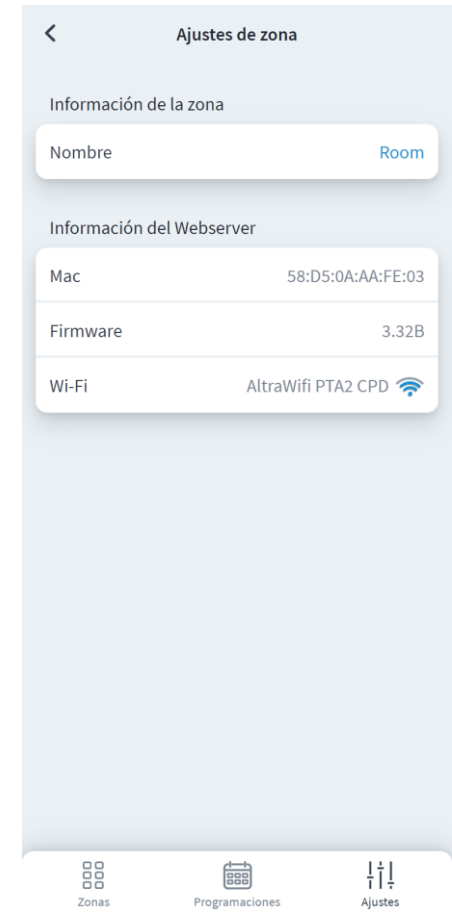 Ajustes de zona
Información de la zona
Nombre Room
Información del Webserver
Mac 58:D5:0A:AA:FE:03
Firmware 3.32B
Wi-Fi AltraWifi PTA2 CPD
Zonas Programaciones Ajustes